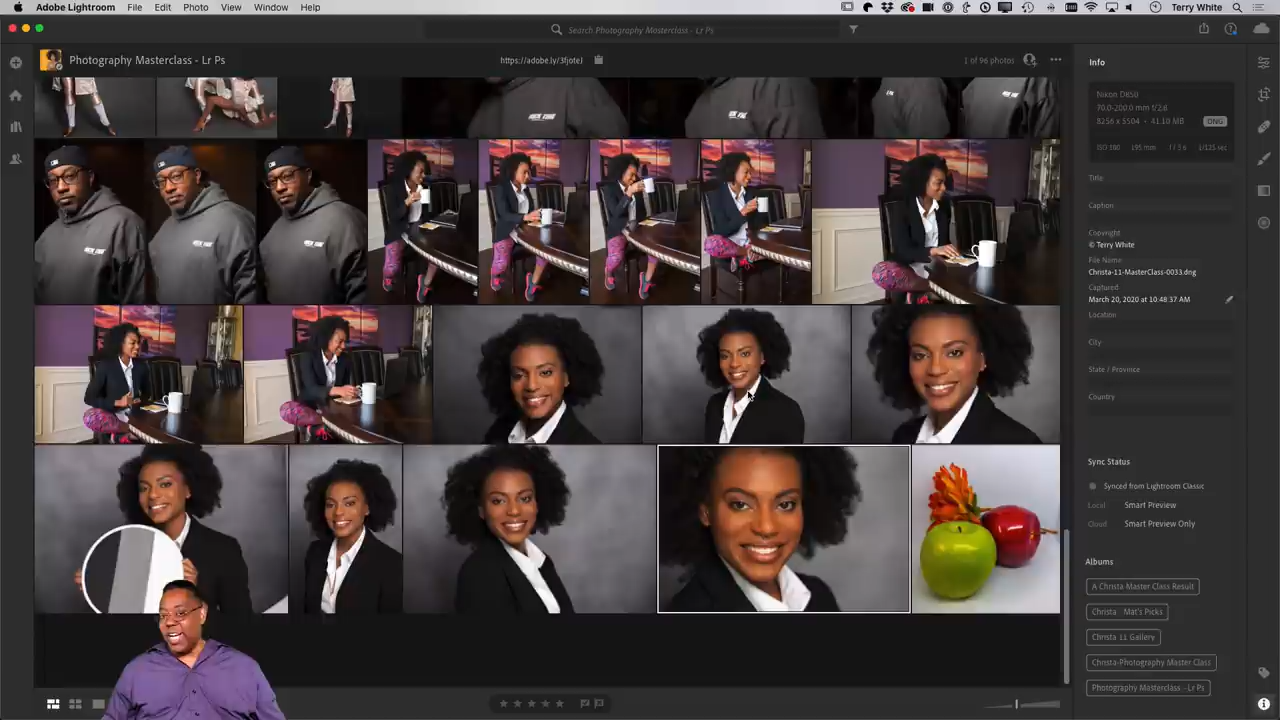 Adobe Lightroom File Edit Photo View Window Help Terry White
Search Photography Masterclass - Lr Ps
Photography Masterclass - Lr Ps https://adobe.ly/3fjoteJ 1 of 96 photos
Info
Nikon D850
70.0-200.0 mm f/2.8
8256 x 5504 • 41.10 MB DNG
ISO 100 195 mm 1/125 sec
Title
Caption
Copyright
© Terry White
File Name
Christa-11-MasterClass-0033.dng
Captured
March 20, 2020 at 10:48:37 AM
Location
City
State / Province
Country
Sync Status
Synced from Lightroom Classic
Local Smart Preview
Cloud Smart Preview Only
Albums
A Christa Master Class Result
Christa Mat's Picks
Christa 11 Gallery
Christa-Photography Master Class
Photography Masterclass - Lr Ps